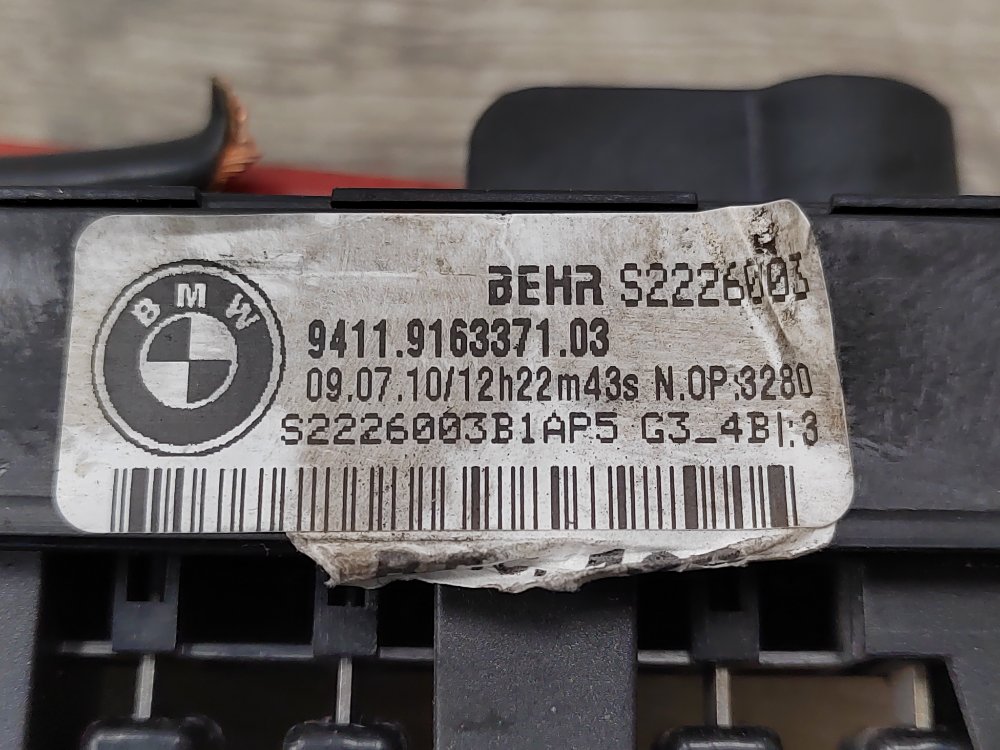 BMW
BEHR S2226003
9411.9163371.03
09.07.10/12h22m43s N.OP:3280
S2226003B1AP5 G3_4B|:3